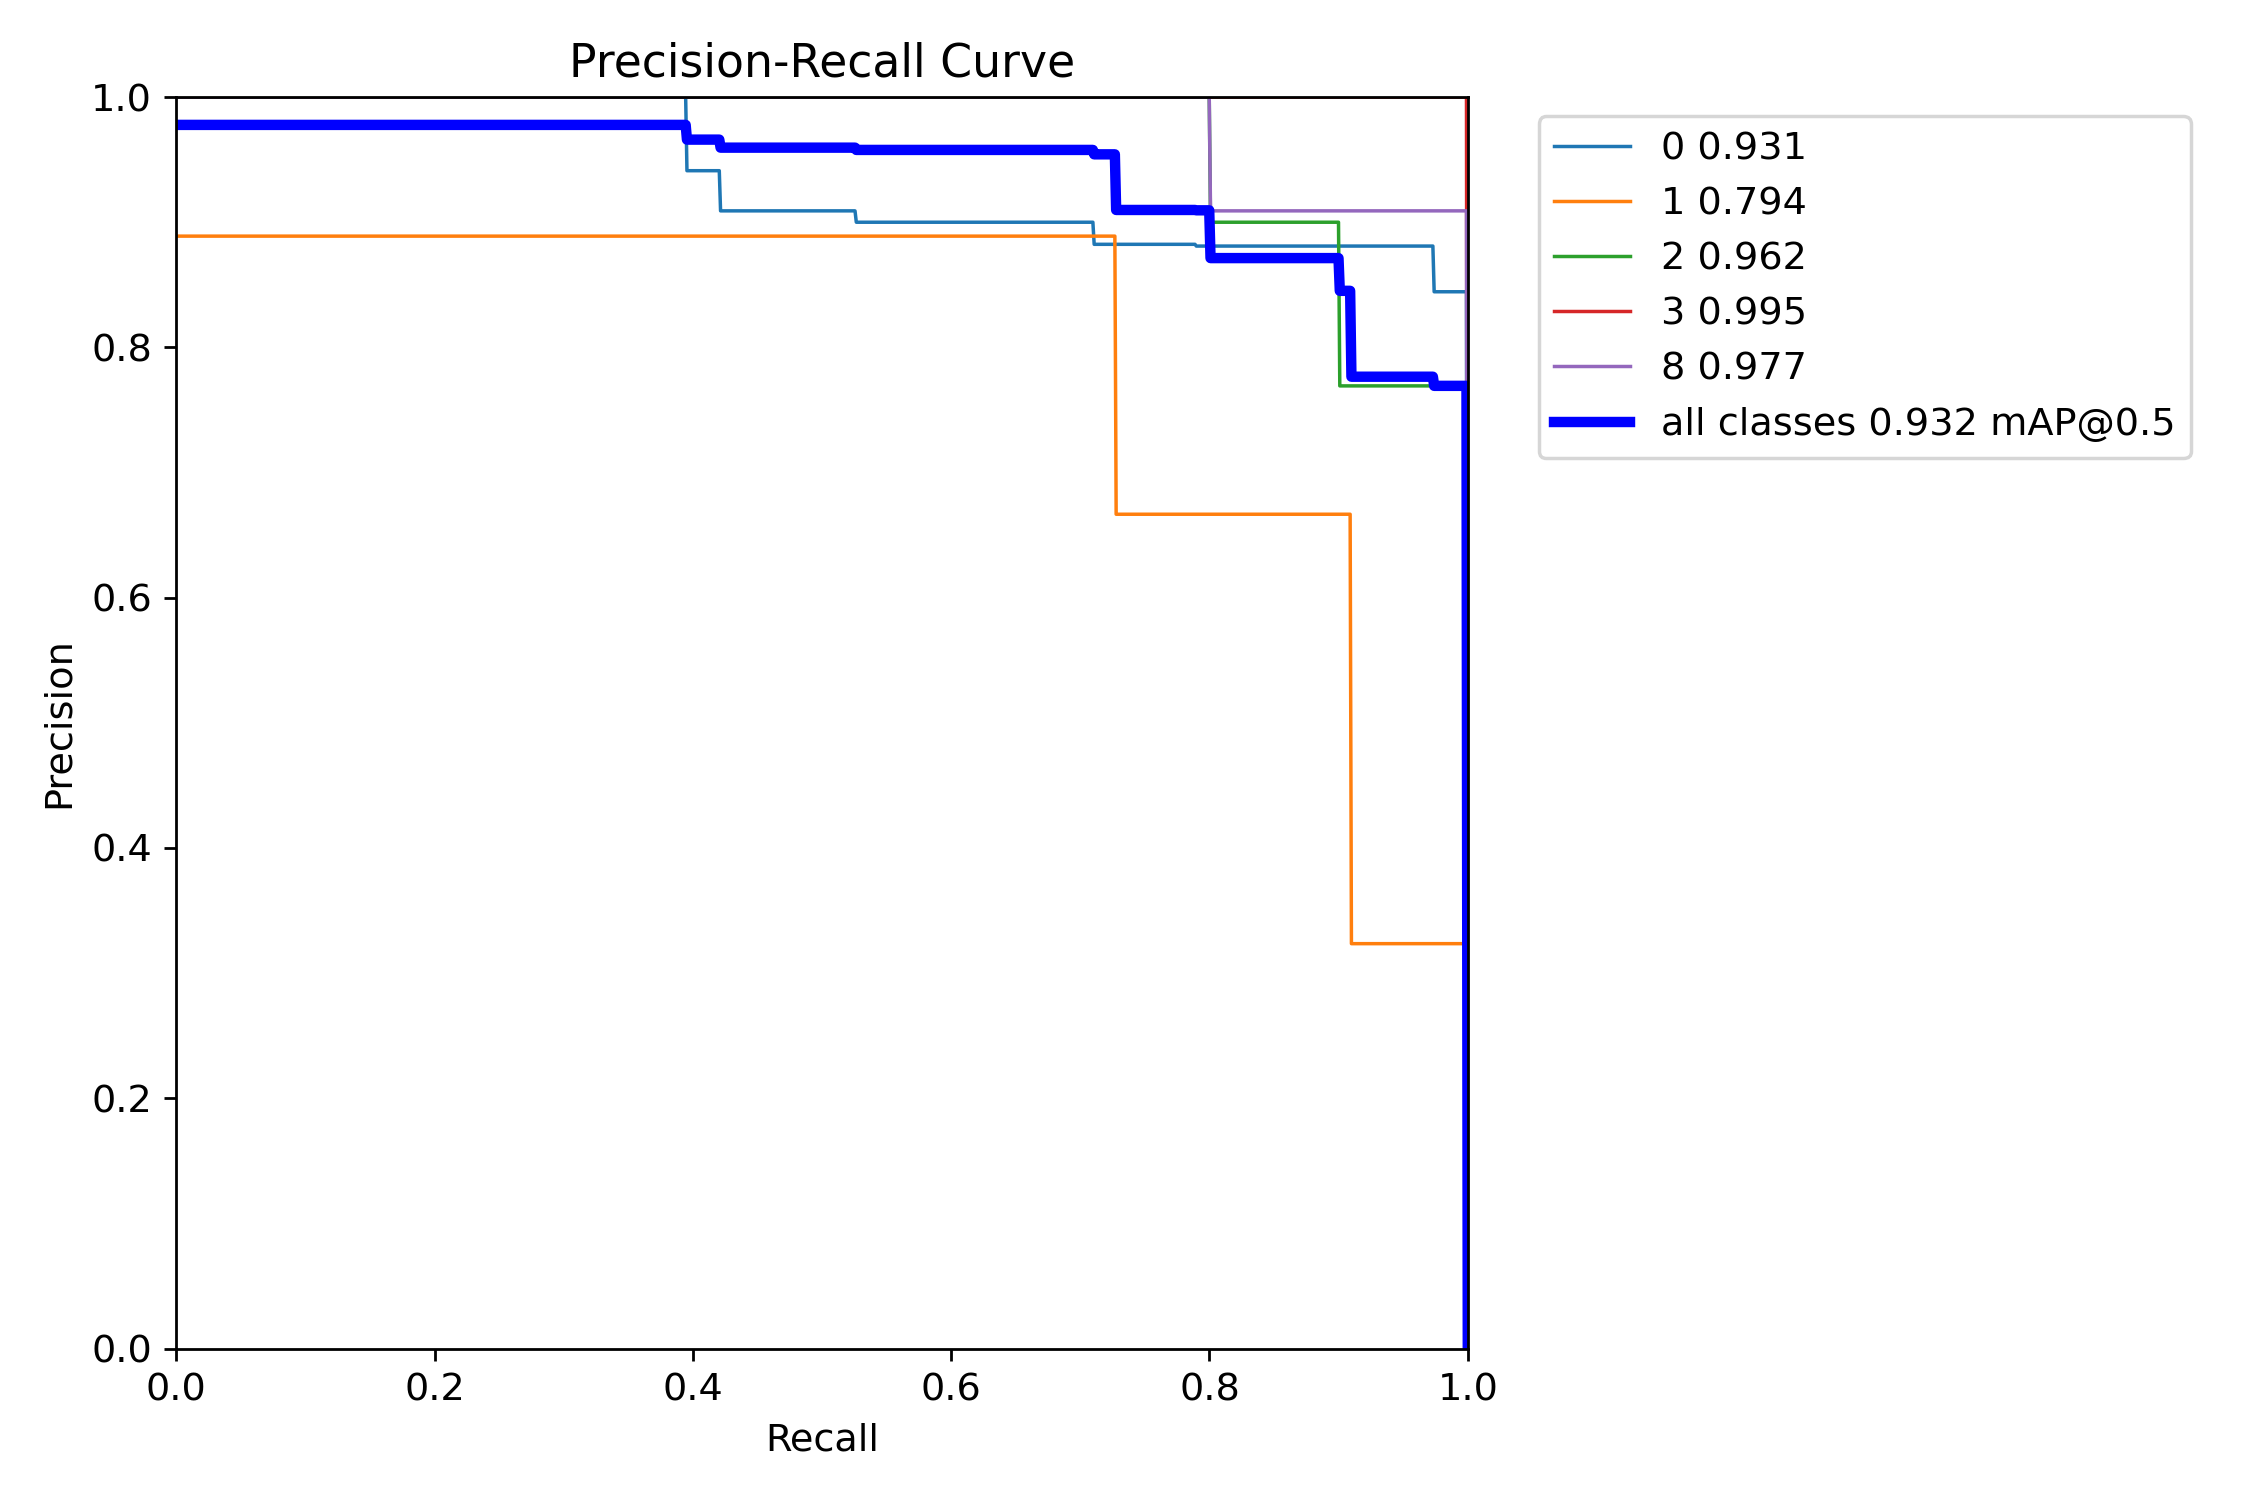 Precision-Recall Curve
1.0
0.8
0.6
0.4
0.2
0.0
Precision
0.0 0.2 0.4 0.6 0.8 1.0
Recall
0 0.931
1 0.794
2 0.962
3 0.995
8 0.977
all classes 0.932 mAP@0.5